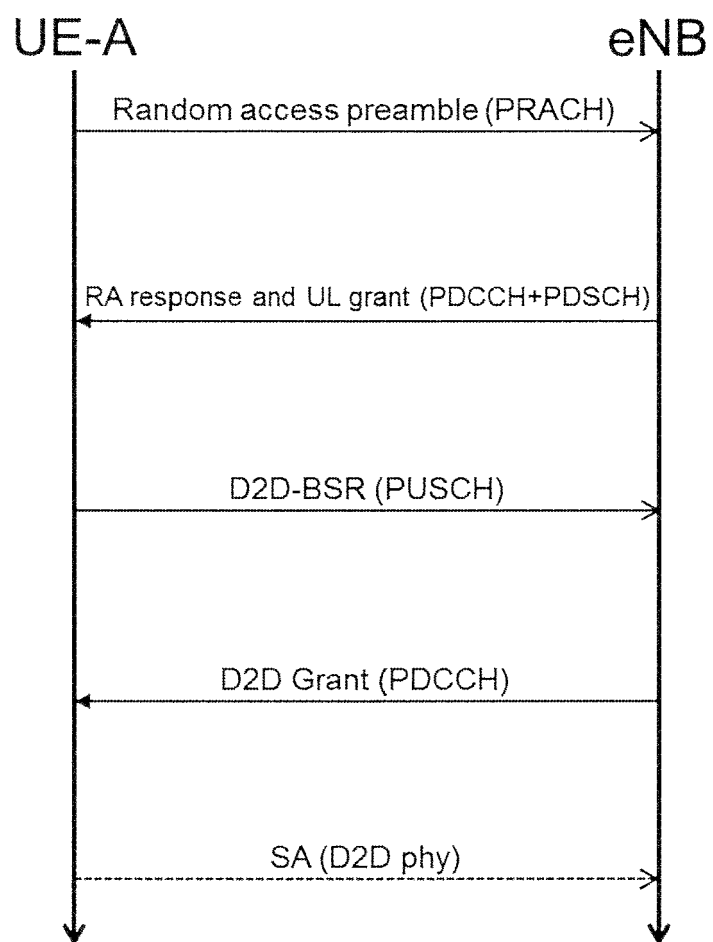 UE-A
eNB
Random access preamble (PRACH)
RA response and UL grant (PDCCH+PDSCH)
D2D-BSR (PUSCH)
D2D Grant (PDCCH)
SA (D2D phy)